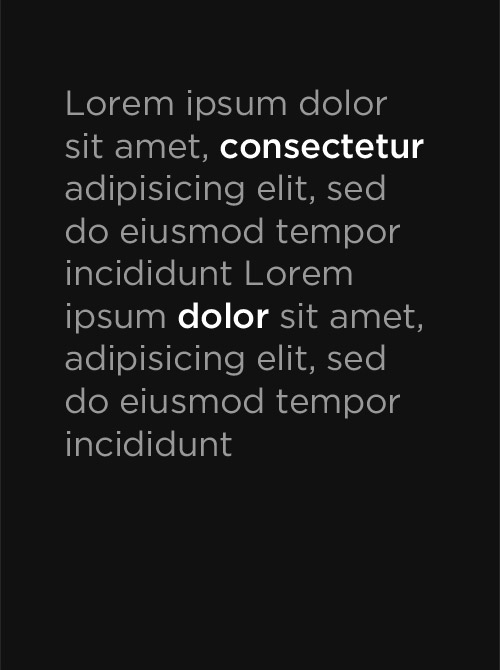 Lorem ipsum dolor
sit amet, consectetur
adipisicing elit, sed
do eiusmod tempor
incididunt Lorem
ipsum dolor sit amet,
adipisicing elit, sed
do eiusmod tempor
incididunt